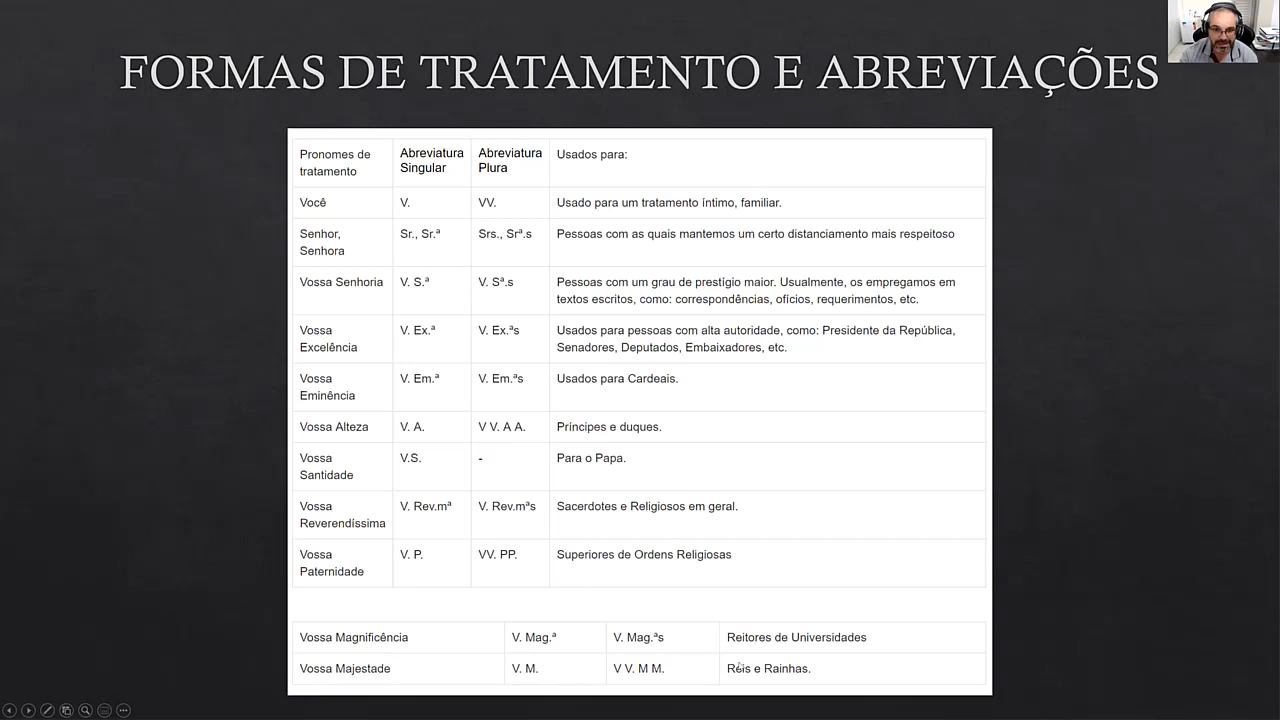 FORMAS DE TRATAMENTO E ABREVIAÇÕES
Pronomes de tratamento Abreviatura Singular Abreviatura Plura Usados para:
Você V. VV. Usado para um tratamento íntimo, familiar.
Senhor, Senhora Sr., Sr.ª Srs., Srª.s Pessoas com as quais mantemos um certo distanciamento mais respeitoso
Vossa Senhoria V. S.ª V. Sª.s Pessoas com um grau de prestígio maior. Usualmente, os empregamos em
textos escritos, como: correspondências, ofícios, requerimentos, etc.
Vossa Excelência V. Ex.ª V. Ex.ªs Usados para pessoas com alta autoridade, como: Presidente da República,
Senadores, Deputados, Embaixadores, etc.
Vossa Eminência V. Em.ª V. Em.ªs Usados para Cardeais.
Vossa Alteza V. A. V V. A A. Príncipes e duques.
Vossa Santidade V.S. - Para o Papa.
Vossa Reverendíssima V. Rev.mª V. Rev.mªs Sacerdotes e Religiosos em geral.
Vossa Paternidade V. P. VV. PP. Superiores de Ordens Religiosas
Vossa Magnificência V. Mag.ª V. Mag.ªs Reitores de Universidades
Vossa Majestade V. M. V V. M M. Reis e Rainhas.